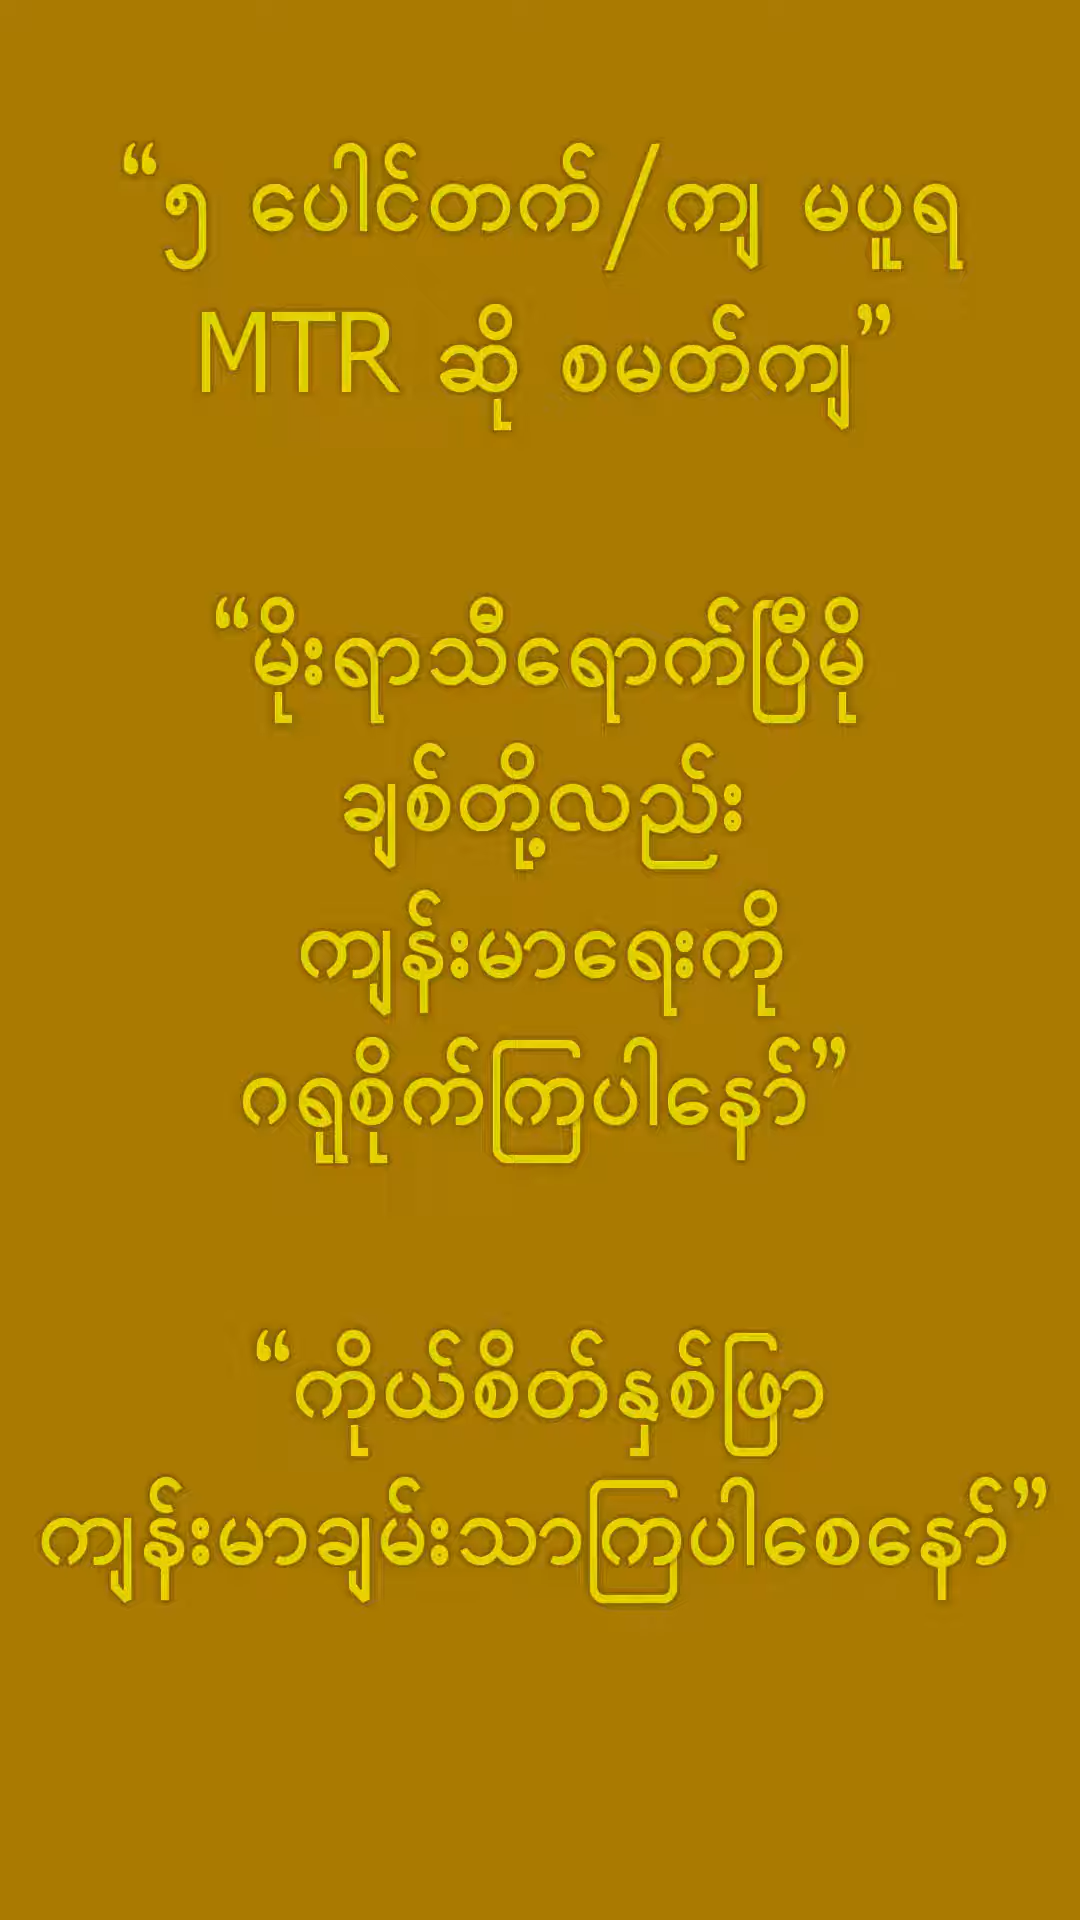 “၅ ပေါင်တက်/ကျ မပူရ
MTR ဆို စမတ်ကျ”
“မိုးရာသီရောက်ပြီမို
ချစ်တို့လည်း
ကျန်းမာရေးကို
ဂရုစိုက်ကြပါနော်”
“ကိုယ်စိတ်နှစ်ဖြာ
ကျန်းမာချမ်းသာကြပါစေနော်”